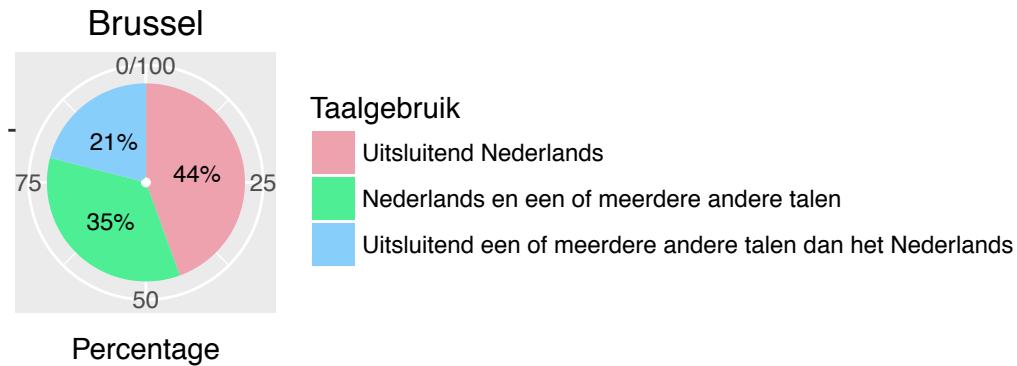 Brussel
0/100
21%
44%
75
25
35%
50
Percentage
Taalgebruik
Uitsluitend Nederlands
Nederlands en een of meerdere andere talen
Uitsluitend een of meerdere andere talen dan het Nederlands